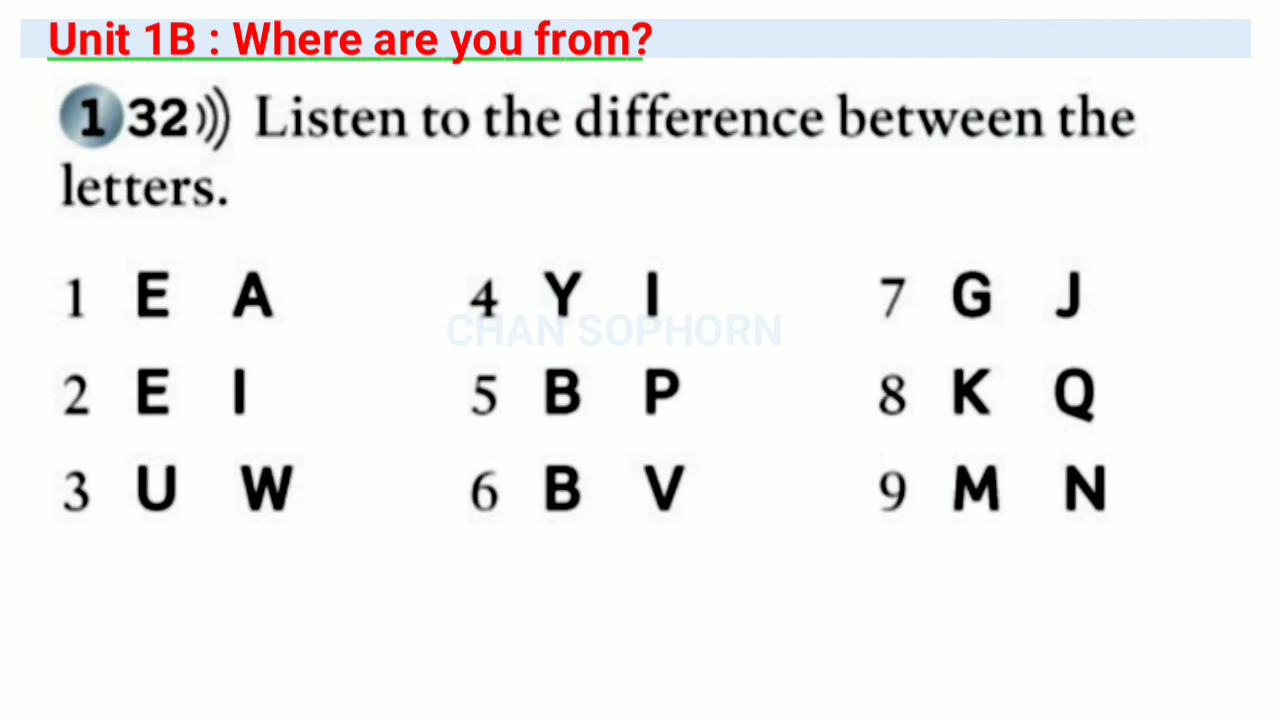 Unit 1B : Where are you from?
1 32))) Listen to the difference between the
letters.
1 E A 4 Y I 7 G J
CHAN SOPHORN
2 E I 5 B P 8 K Q
3 U W 6 B V 9 M N